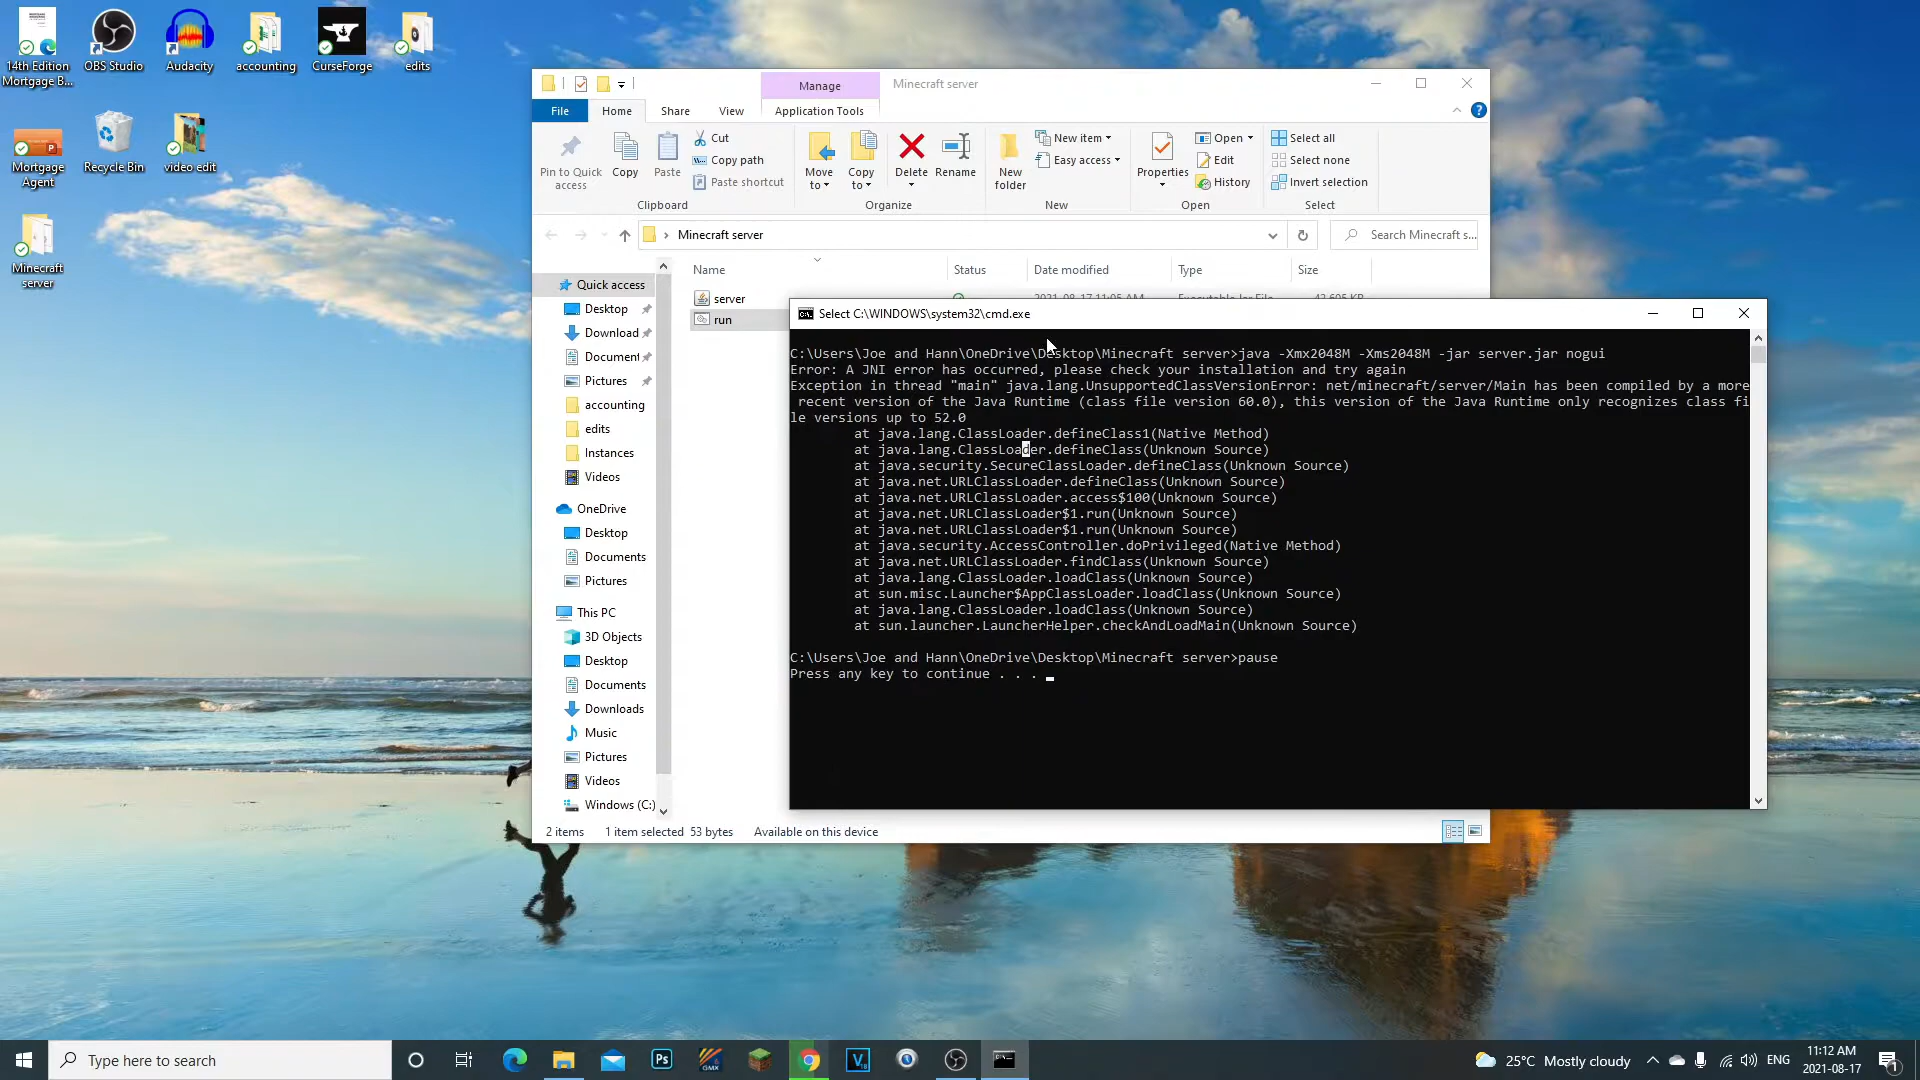 14th Edition
Mortgage B...
OBS Studio
Audacity
accounting
CurseForge
edits
Mortgage
Agent
Recycle Bin
video edit
Minecraft
server
Manage
Minecraft server
File
Home
Share
View
Application Tools
Pin to Quick
access
Copy
Paste
Cut
Copy path
Paste shortcut
Clipboard
Move
to
Copy
to
Delete
Rename
Organize
New
folder
New item
Easy access
New
Properties
Open
Edit
History
Open
Select all
Select none
Invert selection
Select
Minecraft server
Search Minecraft s...
Name
Status
Date modified
Type
Size
server
2021-08-17 11:05 AM
Executable Jar File
run
Quick access
Desktop
Download
Document
Pictures
accounting
edits
Instances
Videos
OneDrive
Desktop
Documents
Pictures
This PC
3D Objects
Desktop
Documents
Downloads
Music
Pictures
Videos
Windows (C:)
2 items
1 item selected 53 bytes
Available on this device
Select C:\WINDOWS\system32\cmd.exe
C:\Users\Joe and Hann\OneDrive\Desktop\Minecraft server>java -Xmx2048M -Xms2048M -jar server.jar nogui
Error: A JNI error has occurred, please check your installation and try again
Exception in thread "main" java.lang.UnsupportedClassVersionError: net/minecraft/server/Main has been compiled by a more
 recent version of the Java Runtime (class file version 60.0), this version of the Java Runtime only recognizes class fi
le versions up to 52.0
at java.lang.ClassLoader.defineClass1(Native Method)
at java.lang.ClassLoader.defineClass(Unknown Source)
at java.security.SecureClassLoader.defineClass(Unknown Source)
at java.net.URLClassLoader.defineClass(Unknown Source)
at java.net.URLClassLoader.access$100(Unknown Source)
at java.net.URLClassLoader$1.run(Unknown Source)
at java.net.URLClassLoader$1.run(Unknown Source)
at java.security.AccessController.doPrivileged(Native Method)
at java.net.URLClassLoader.findClass(Unknown Source)
at java.lang.ClassLoader.loadClass(Unknown Source)
at sun.misc.Launcher$AppClassLoader.loadClass(Unknown Source)
at java.lang.ClassLoader.loadClass(Unknown Source)
at sun.launcher.LauncherHelper.checkAndLoadMain(Unknown Source)
C:\Users\Joe and Hann\OneDrive\Desktop\Minecraft server>pause
Press any key to continue . . .
Type here to search
Ps
GMX
25°C Mostly cloudy
ENG
11:12 AM
2021-08-17
1